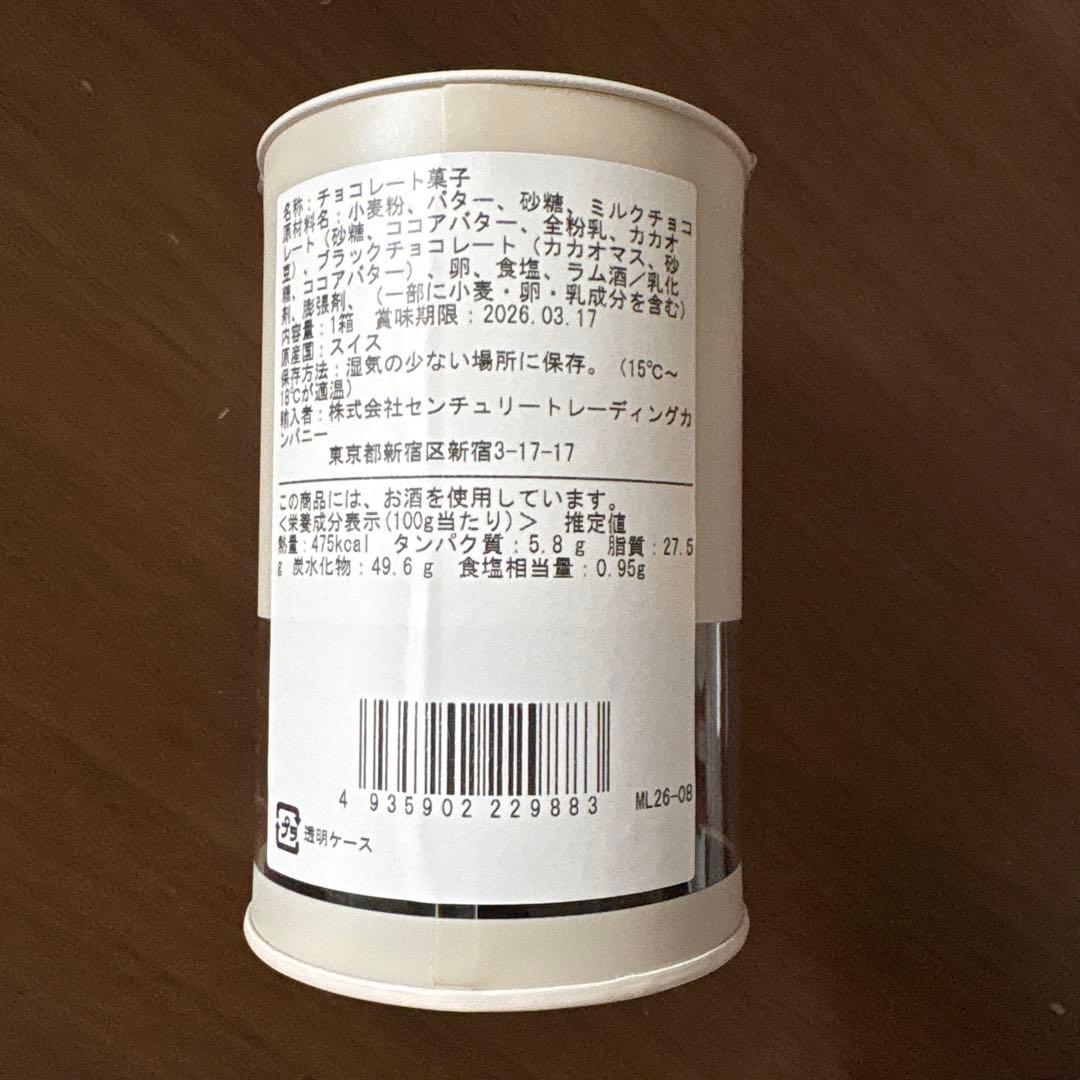 名称：チョコレート菓子
原材料名：小麦粉、バター、砂糖、ミルクチョコ
レート（砂糖、ココアバター、全粉乳、カカオ
豆）、ブラックチョコレート（カカオマス、砂
糖、ココアバター）、卵、食塩、ラム酒／乳化
剤、膨張剤、（一部に小麦・卵・乳成分を含む）
内容量：1箱　賞味期限：2026.03.17
原産国：スイス
保存方法：湿気の少ない場所に保存。（15℃～
18℃が適温）
輸入者：株式会社センチュリートレーディングカ
ンパニー
東京都新宿区新宿3-17-17
この商品には、お酒を使用しています。
＜栄養成分表示(100g当たり)＞　推定値
熱量：475kcal　タンパク質：5.8 g　脂質：27.5
g 炭水化物：49.6 g　食塩相当量：0.95g
4 935902 229883
ML26-08
プラ 透明ケース